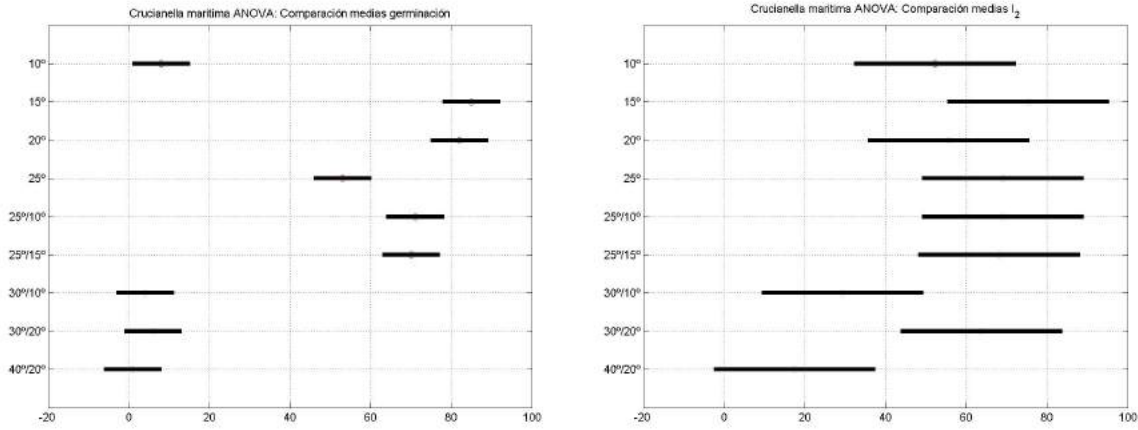 Crucianella maritima ANOVA: Comparación medias germinación
10º
15º
20º
25º
25º/10º
25º/15º
30º/10º
30º/20º
40º/20º
-20 0 20 40 60 80 100
Crucianella maritima ANOVA: Comparación medias I2
10º
15º
20º
25º
25º/10º
25º/15º
30º/10º
30º/20º
40º/20º
-20 0 20 40 60 80 100